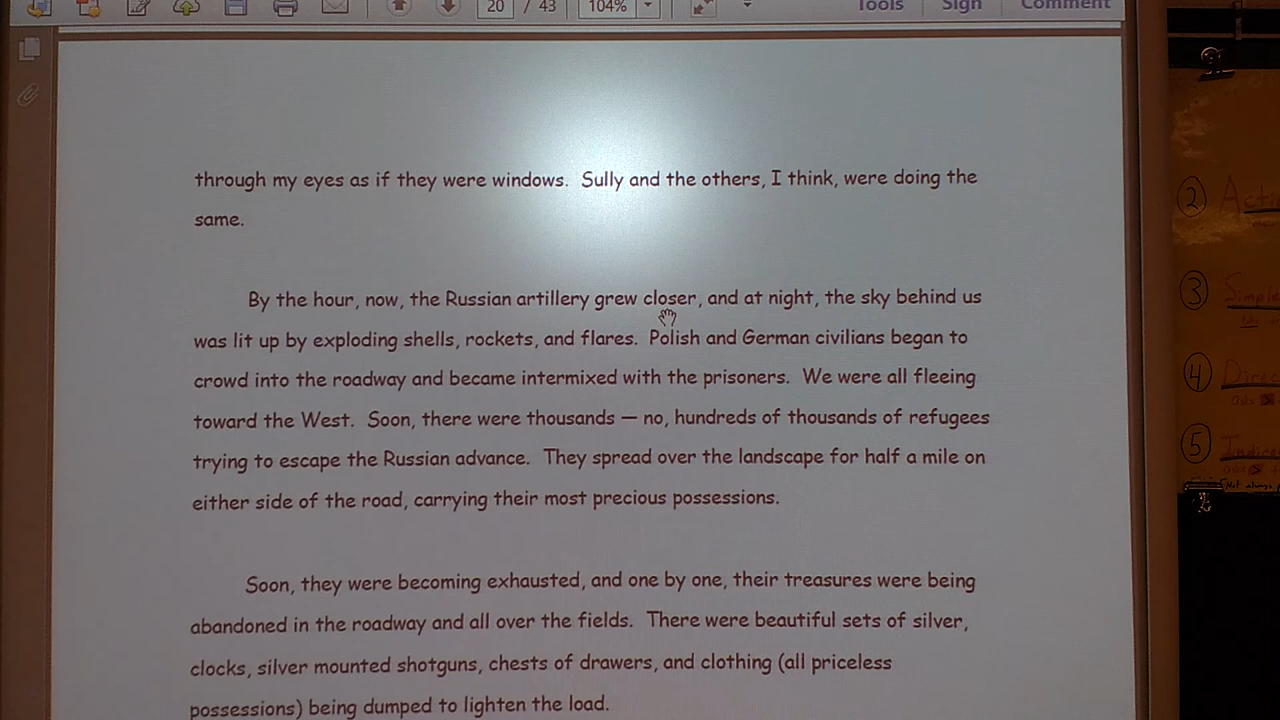 20 / 43 104% Tools Sign Comment
through my eyes as if they were windows. Sully and the others, I think, were doing the
same.
By the hour, now, the Russian artillery grew closer, and at night, the sky behind us
was lit up by exploding shells, rockets, and flares. Polish and German civilians began to
crowd into the roadway and became intermixed with the prisoners. We were all fleeing
toward the West. Soon, there were thousands — no, hundreds of thousands of refugees
trying to escape the Russian advance. They spread over the landscape for half a mile on
either side of the road, carrying their most precious possessions.
Soon, they were becoming exhausted, and one by one, their treasures were being
abandoned in the roadway and all over the fields. There were beautiful sets of silver,
clocks, silver mounted shotguns, chests of drawers, and clothing (all priceless
possessions) being dumped to lighten the load.
2
3
4
5